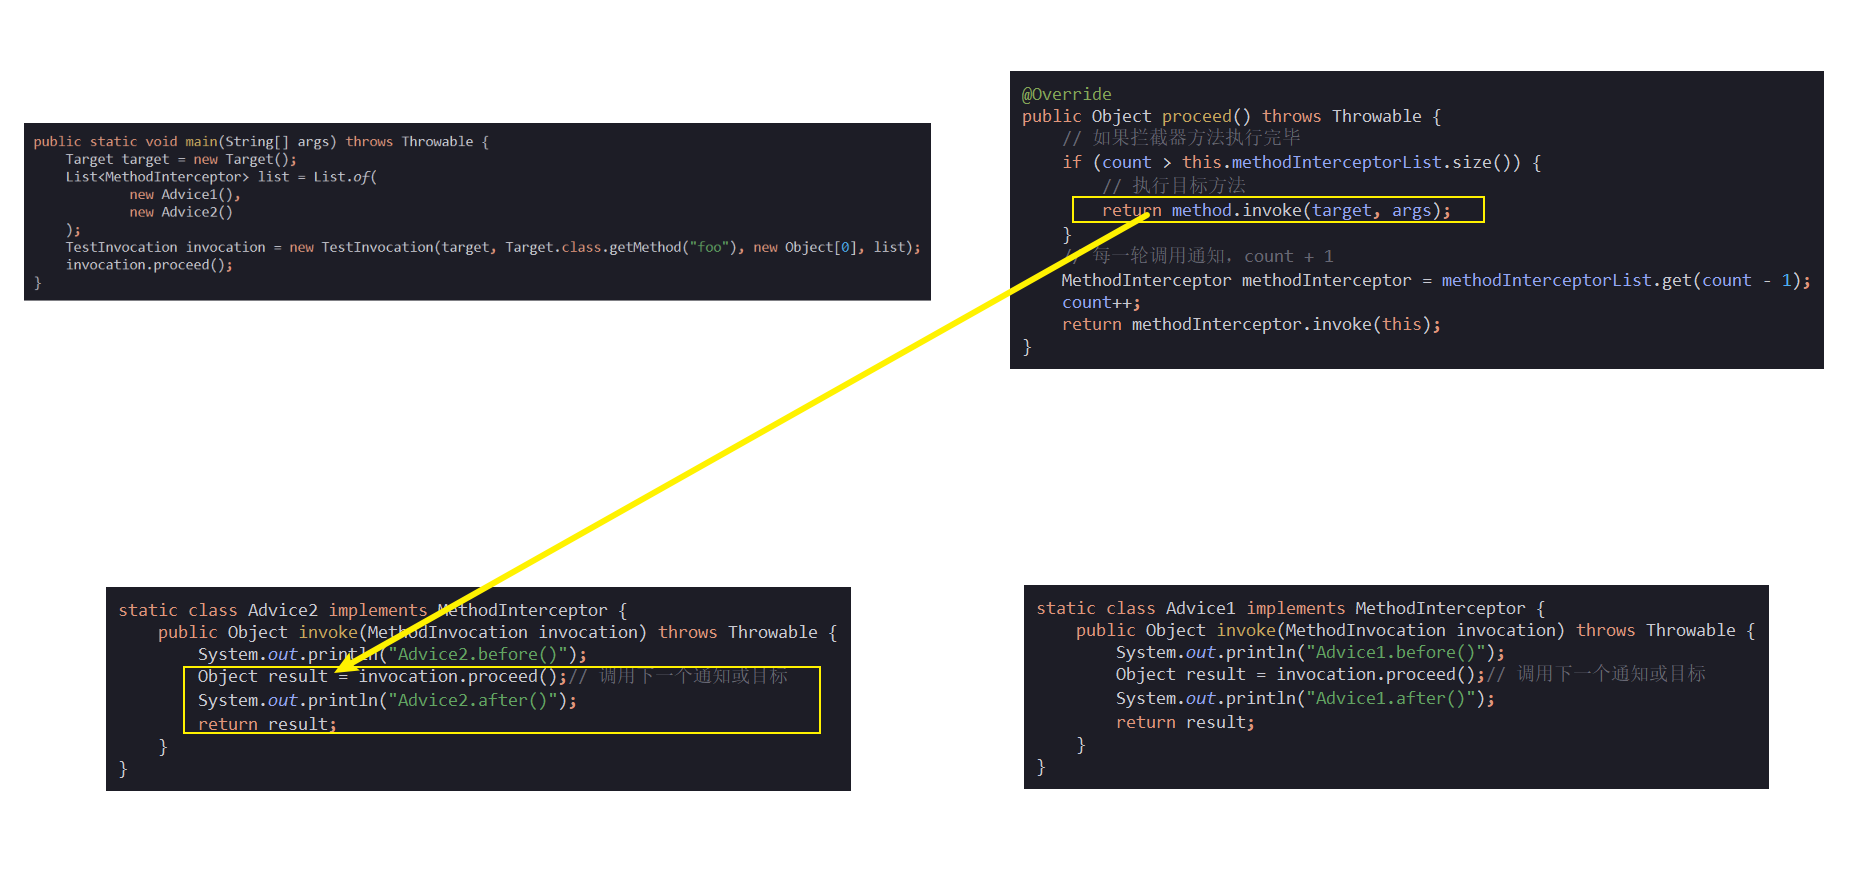 public static void main(String[] args) throws Throwable {
Target target = new Target();
List<MethodInterceptor> list = List.of(
new Advice1(),
new Advice2()
);
TestInvocation invocation = new TestInvocation(target, Target.class.getMethod("foo"), new Object[0], list);
invocation.proceed();
}
@Override
public Object proceed() throws Throwable {
// 如果拦截器方法执行完毕
if (count > this.methodInterceptorList.size()) {
// 执行目标方法
return method.invoke(target, args);
}
// 每一轮调用通知，count + 1
MethodInterceptor methodInterceptor = methodInterceptorList.get(count - 1);
count++;
return methodInterceptor.invoke(this);
}
static class Advice2 implements MethodInterceptor {
public Object invoke(MethodInvocation invocation) throws Throwable {
System.out.println("Advice2.before()");
Object result = invocation.proceed();// 调用下一个通知或目标
System.out.println("Advice2.after()");
return result;
}
}
static class Advice1 implements MethodInterceptor {
public Object invoke(MethodInvocation invocation) throws Throwable {
System.out.println("Advice1.before()");
Object result = invocation.proceed();// 调用下一个通知或目标
System.out.println("Advice1.after()");
return result;
}
}